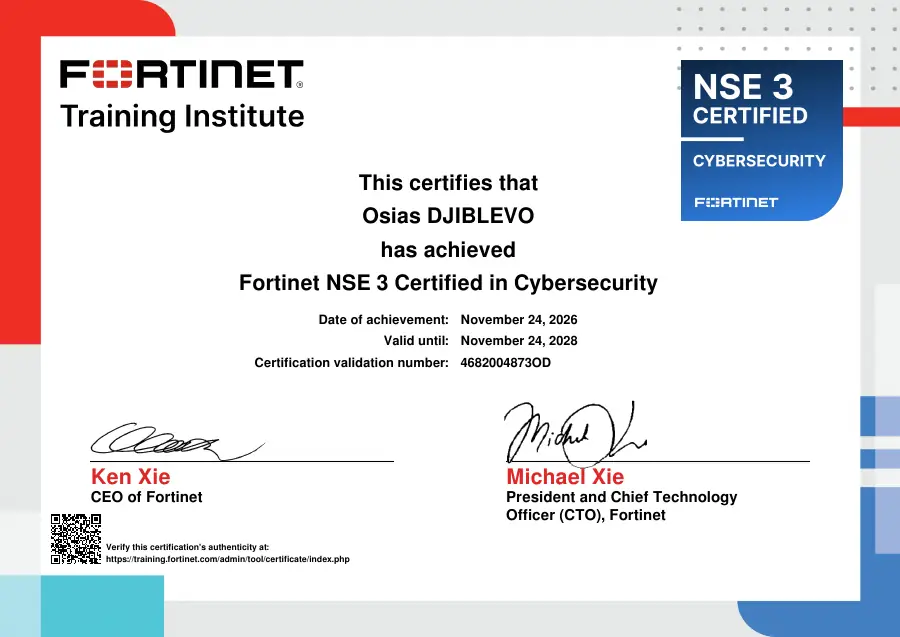 FORTINET®
Training Institute
NSE 3
CERTIFIED
CYBERSECURITY
FORTINET
This certifies that
Osias DJIBLEVO
has achieved
Fortinet NSE 3 Certified in Cybersecurity
Date of achievement: November 24, 2026
Valid until: November 24, 2028
Certification validation number: 4682004873OD
Ken Xie
CEO of Fortinet
Michael Xie
President and Chief Technology
Officer (CTO), Fortinet
Verify this certification's authenticity at:
https://training.fortinet.com/admin/tool/certificate/index.php